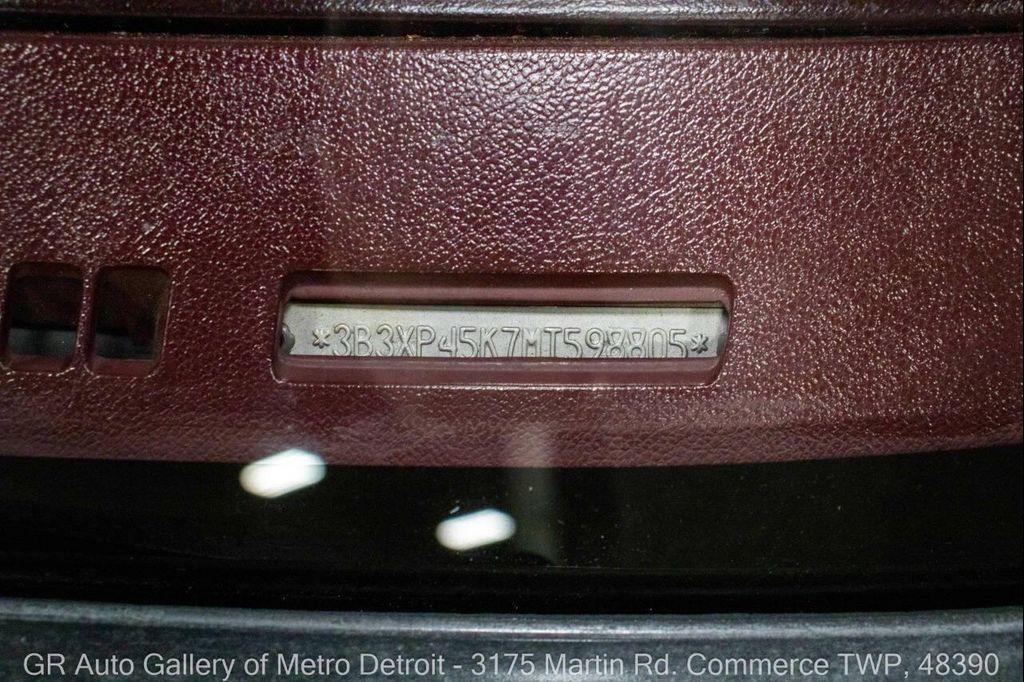 *3B3XP45K7MT598805*
GR Auto Gallery of Metro Detroit - 3175 Martin Rd. Commerce TWP, 48390